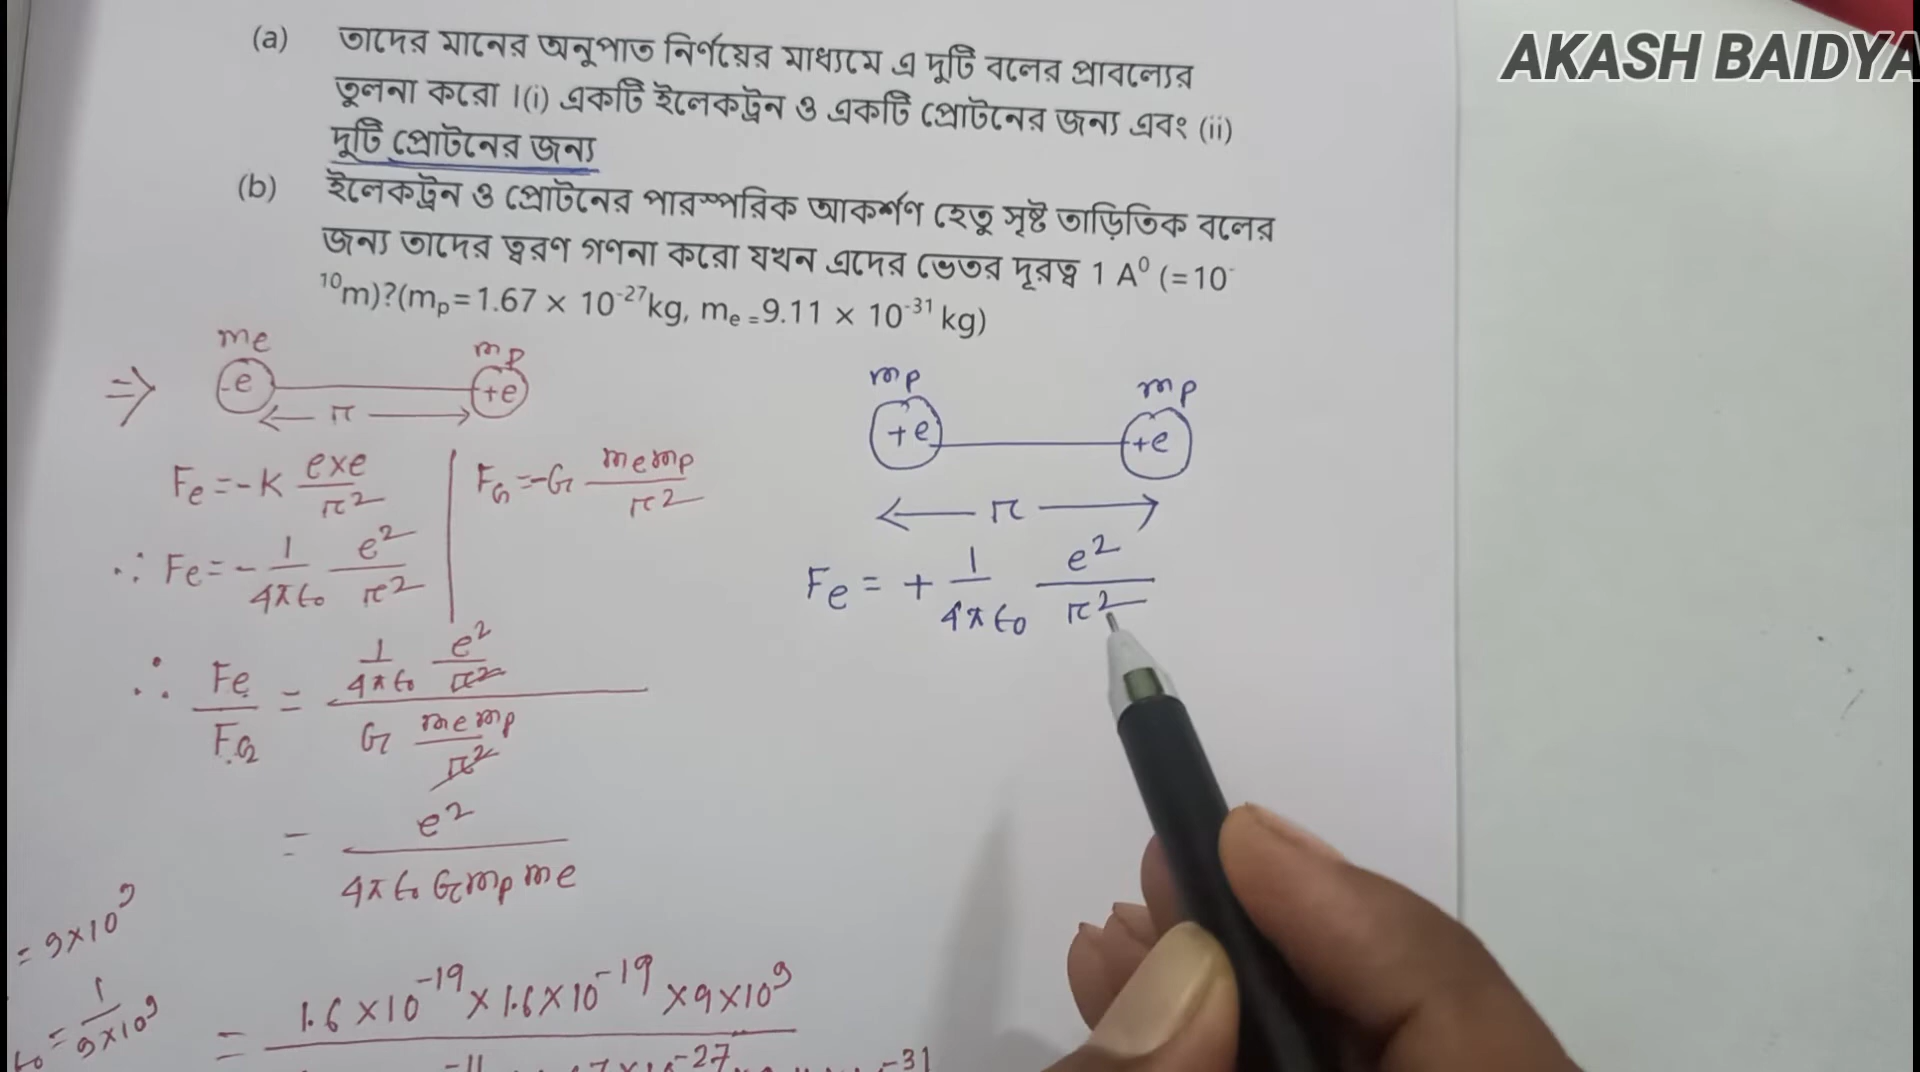 AKASH BAIDYA
(a) তাদের মানের অনুপাত নির্ণয়ের মাধ্যমে এ দুটি বলের প্রাবল্যের
তুলনা করো ।(i) একটি ইলেকট্রন ও একটি প্রোটনের জন্য এবং (ii)
দুটি প্রোটনের জন্য
(b) ইলেকট্রন ও প্রোটনের পারস্পরিক আকর্শণ হেতু সৃষ্ট তাড়িতিক বলের
জন্য তাদের ত্বরণ গণনা করো যখন এদের ভেতর দূরত্ব 1 A⁰ (=10⁻
¹⁰m)?(mₚ=1.67 × 10⁻²⁷kg, mₑ =9.11 × 10⁻³¹ kg)
me mp
⇒ -e +e
← r →
Fe = -K e×e/r² | FG = -G memp/r²
∴ Fe = - 1/4πε₀ e²/r²
∴ Fe/FG = 1/4πε₀ e²/r² / G memp/r²
= e² / 4πε₀ G mp me
= 9×10⁹
= 1/9×10⁹
= 1.6×10⁻¹⁹ × 1.6×10⁻¹⁹ × 9×10⁹
mp mp
+e +e
← r →
Fe = + 1/4πε₀ e²/r²